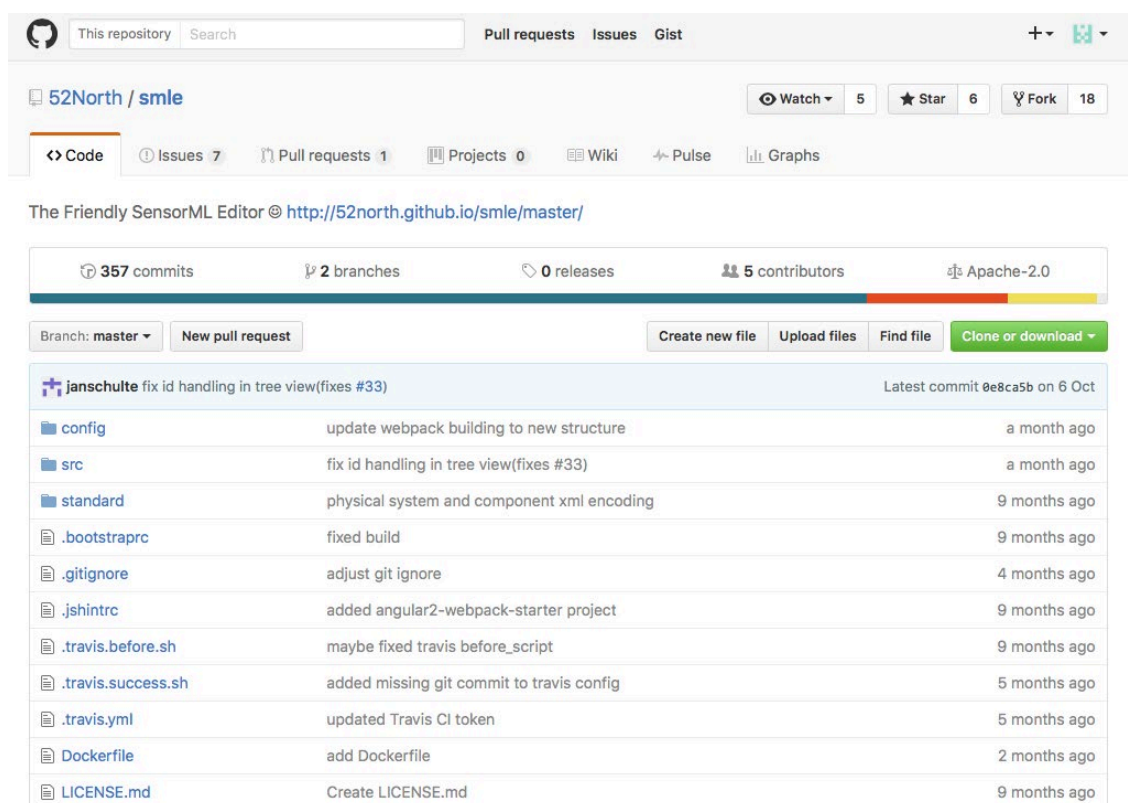 This repository Search Pull requests Issues Gist
52North / smle Watch 5 Star 6 Fork 18
Code Issues 7 Pull requests 1 Projects 0 Wiki Pulse Graphs
The Friendly SensorML Editor ☺ http://52north.github.io/smle/master/
357 commits 2 branches 0 releases 5 contributors Apache-2.0
Branch: master New pull request Create new file Upload files Find file Clone or download
janschulte fix id handling in tree view(fixes #33) Latest commit 0e8ca5b on 6 Oct
config update webpack building to new structure a month ago
src fix id handling in tree view(fixes #33) a month ago
standard physical system and component xml encoding 9 months ago
.bootstraprc fixed build 9 months ago
.gitignore adjust git ignore 4 months ago
.jshintrc added angular2-webpack-starter project 9 months ago
.travis.before.sh maybe fixed travis before_script 9 months ago
.travis.success.sh added missing git commit to travis config 5 months ago
.travis.yml updated Travis CI token 5 months ago
Dockerfile add Dockerfile 2 months ago
LICENSE.md Create LICENSE.md 9 months ago